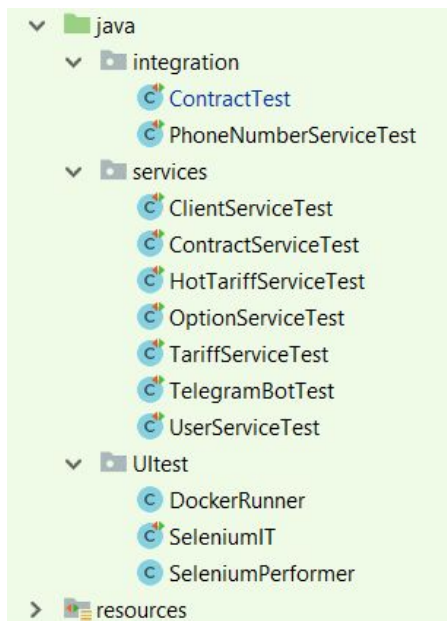 java
integration
ContractTest
PhoneNumberServiceTest
services
ClientServiceTest
ContractServiceTest
HotTariffServiceTest
OptionServiceTest
TariffServiceTest
TelegramBotTest
UserServiceTest
UItest
DockerRunner
SeleniumIT
SeleniumPerformer
resources